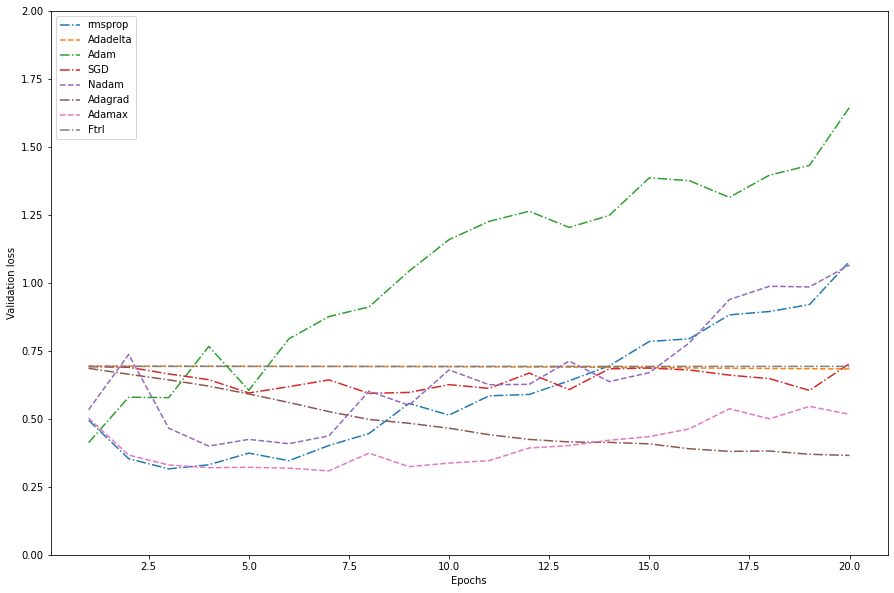 rmsprop
Adadelta
Adam
SGD
Nadam
Adagrad
Adamax
Ftrl
2.00
1.75
1.50
1.25
1.00
0.75
0.50
0.25
0.00
Validation loss
2.5
5.0
7.5
10.0
12.5
15.0
17.5
20.0
Epochs